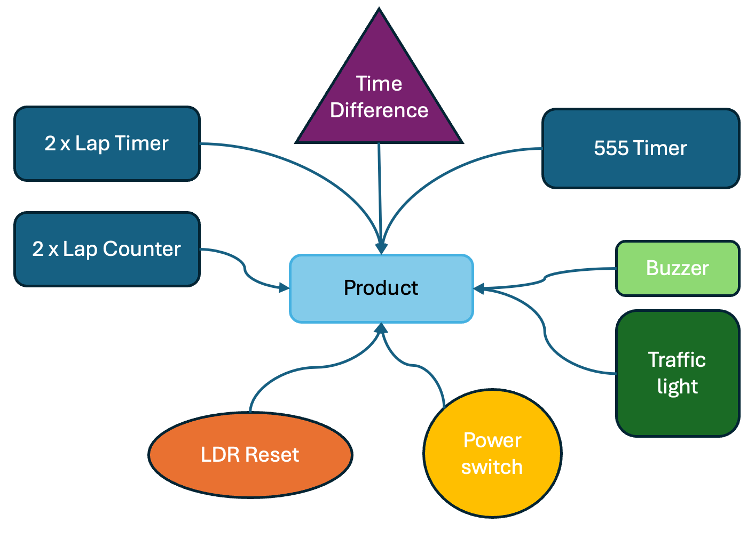 Time
Difference
2 x Lap Timer
555 Timer
2 x Lap Counter
Buzzer
Product
Traffic
light
LDR Reset
Power
switch